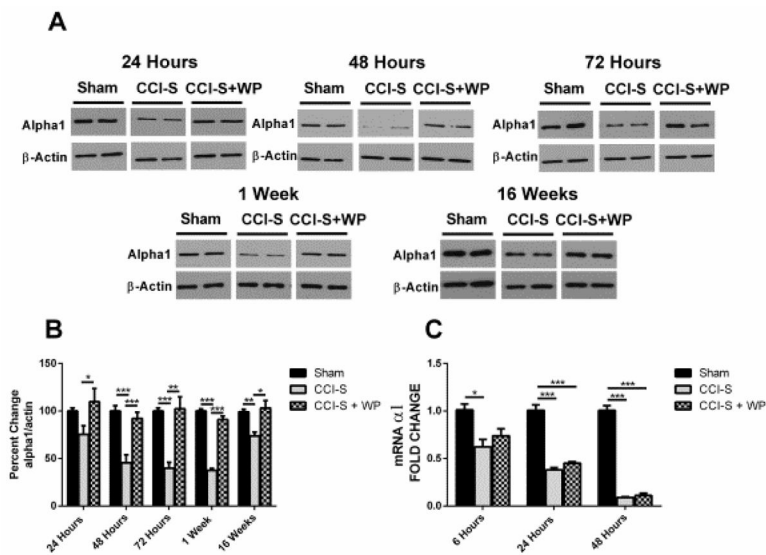 A
24 Hours
48 Hours
72 Hours
Sham CCI-S CCI-S+WP
Sham CCI-S CCI-S+WP
Sham CCI-S CCI-S+WP
Alpha1
Alpha1
Alpha1
β-Actin
β-Actin
β-Actin
1 Week
16 Weeks
Sham CCI-S CCI-S+WP
Sham CCI-S CCI-S+WP
Alpha1
Alpha1
β-Actin
β-Actin
B
Percent Change
alpha1/actin
150
100
50
0
*
***
***
***
**
***
***
**
*
24 Hours
48 Hours
72 Hours
1 Week
16 Weeks
Sham
CCI-S
CCI-S + WP
C
mRNA α1
FOLD CHANGE
1.5
1.0
0.5
0.0
*
***
***
***
***
6 Hours
24 Hours
48 Hours
Sham
CCI-S
CCI-S + WP